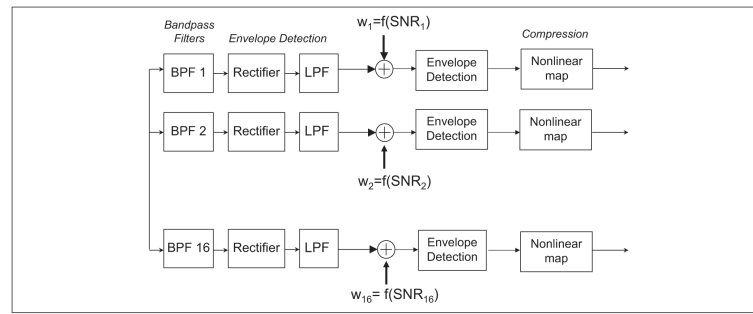 w₁=f(SNR₁)
Bandpass
Filters
Envelope Detection
Compression
BPF 1
Rectifier
LPF
Envelope
Detection
Nonlinear
map
BPF 2
Rectifier
LPF
Envelope
Detection
Nonlinear
map
w₂=f(SNR₂)
BPF 16
Rectifier
LPF
Envelope
Detection
Nonlinear
map
w₁₆= f(SNR₁₆)